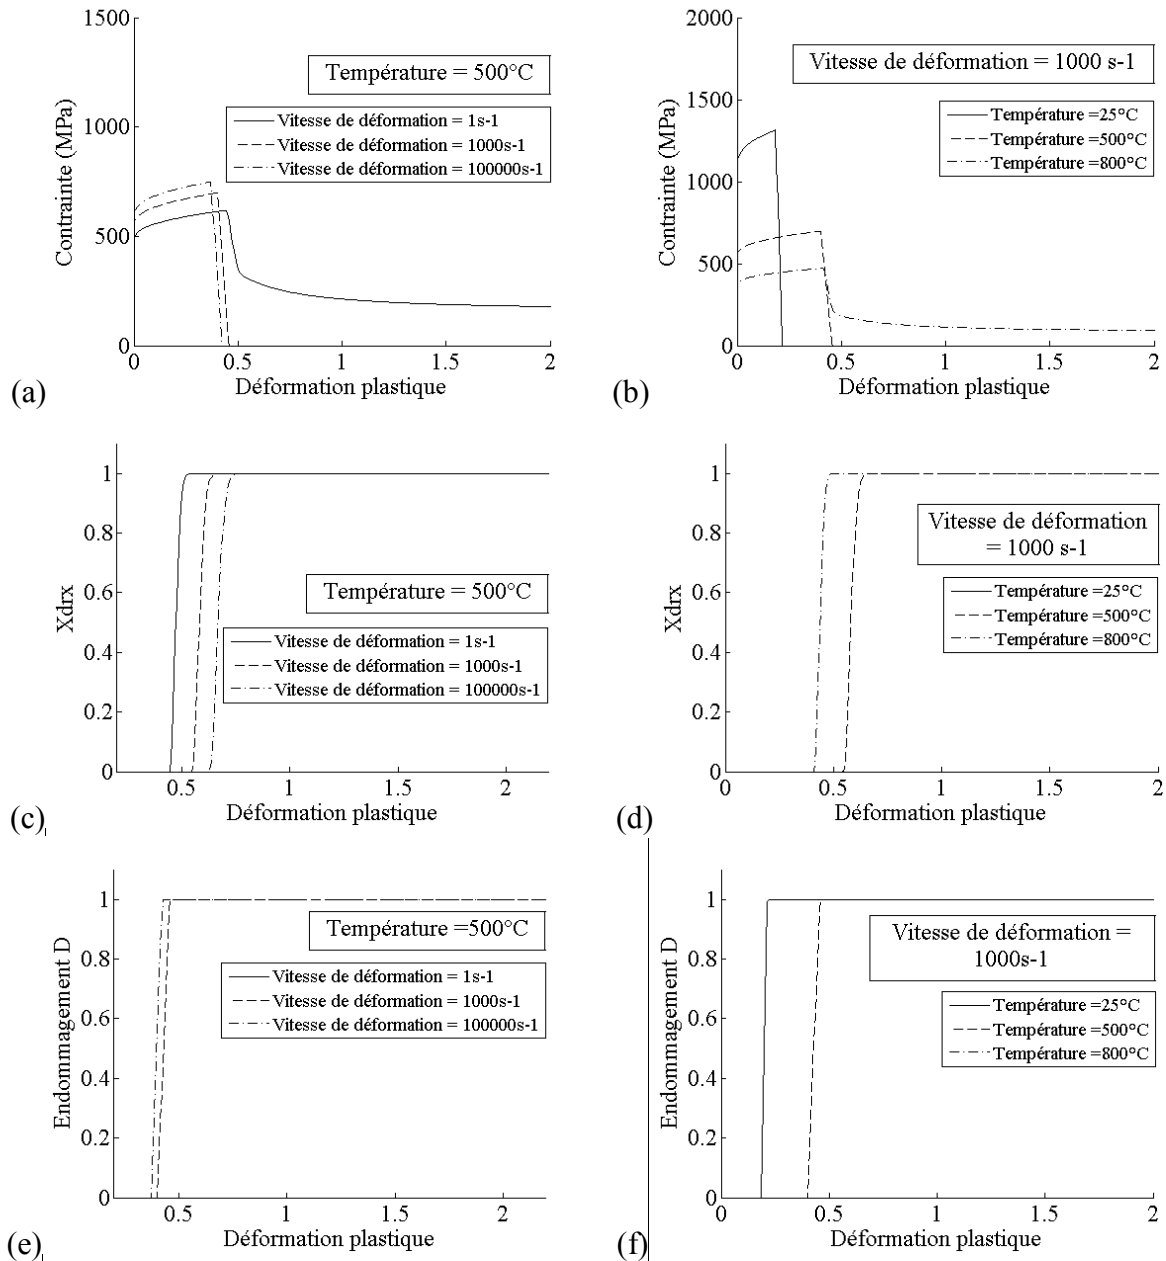 1500
1000
500
0
Contrainte (MPa)
Température = 500°C
Vitesse de déformation = 1s-1
Vitesse de déformation = 1000s-1
Vitesse de déformation = 100000s-1
0 0.5 1 1.5 2
Déformation plastique
(a)
2000
1500
1000
500
0
Contrainte (MPa)
Vitesse de déformation = 1000 s-1
Température =25°C
Température =500°C
Température =800°C
0 0.5 1 1.5 2
Déformation plastique
(b)
1
0.8
0.6
0.4
0.2
0
Xdrx
Température = 500°C
Vitesse de déformation = 1s-1
Vitesse de déformation = 1000s-1
Vitesse de déformation = 100000s-1
0.5 1 1.5 2
Déformation plastique
(c)
1
0.8
0.6
0.4
0.2
0
Xdrx
Vitesse de déformation
= 1000 s-1
Température =25°C
Température =500°C
Température =800°C
0 0.5 1 1.5 2
Déformation plastique
(d)
1
0.8
0.6
0.4
0.2
0
Endommagement D
Température =500°C
Vitesse de déformation = 1s-1
Vitesse de déformation = 1000s-1
Vitesse de déformation = 100000s-1
0.5 1 1.5 2
Déformation plastique
(e)
1
0.8
0.6
0.4
0.2
0
Endommagement D
Vitesse de déformation =
1000s-1
Température =25°C
Température =500°C
Température =800°C
0 0.5 1 1.5 2
Déformation plastique
(f)